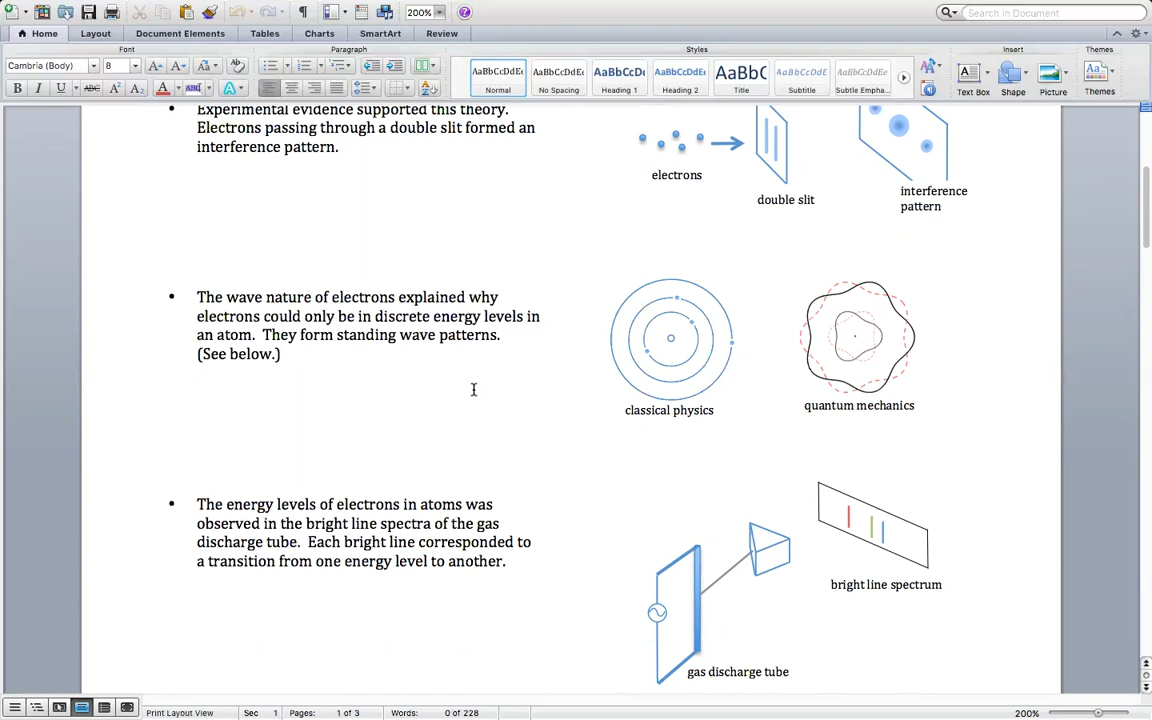 200%
Search in Document
Home
Layout
Document Elements
Tables
Charts
SmartArt
Review
Font
Paragraph
Styles
Insert
Themes
Cambria (Body)
8
AaBbCcDdEe
Normal
AaBbCcDdEe
No Spacing
AaBbCcDc
Heading 1
AaBbCcDdEe
Heading 2
AaBbC
Title
AaBbCcDdE
Subtitle
AaBbCcDdEe
Subtle Empha...
Text Box
Shape
Picture
Themes
Experimental evidence supported this theory.
Electrons passing through a double slit formed an
interference pattern.
electrons
double slit
interference
pattern
• The wave nature of electrons explained why
electrons could only be in discrete energy levels in
an atom. They form standing wave patterns.
(See below.)
classical physics
quantum mechanics
• The energy levels of electrons in atoms was
observed in the bright line spectra of the gas
discharge tube. Each bright line corresponded to
a transition from one energy level to another.
bright line spectrum
gas discharge tube
Print Layout View
Sec 1
Pages: 1 of 3
Words: 0 of 228
200%